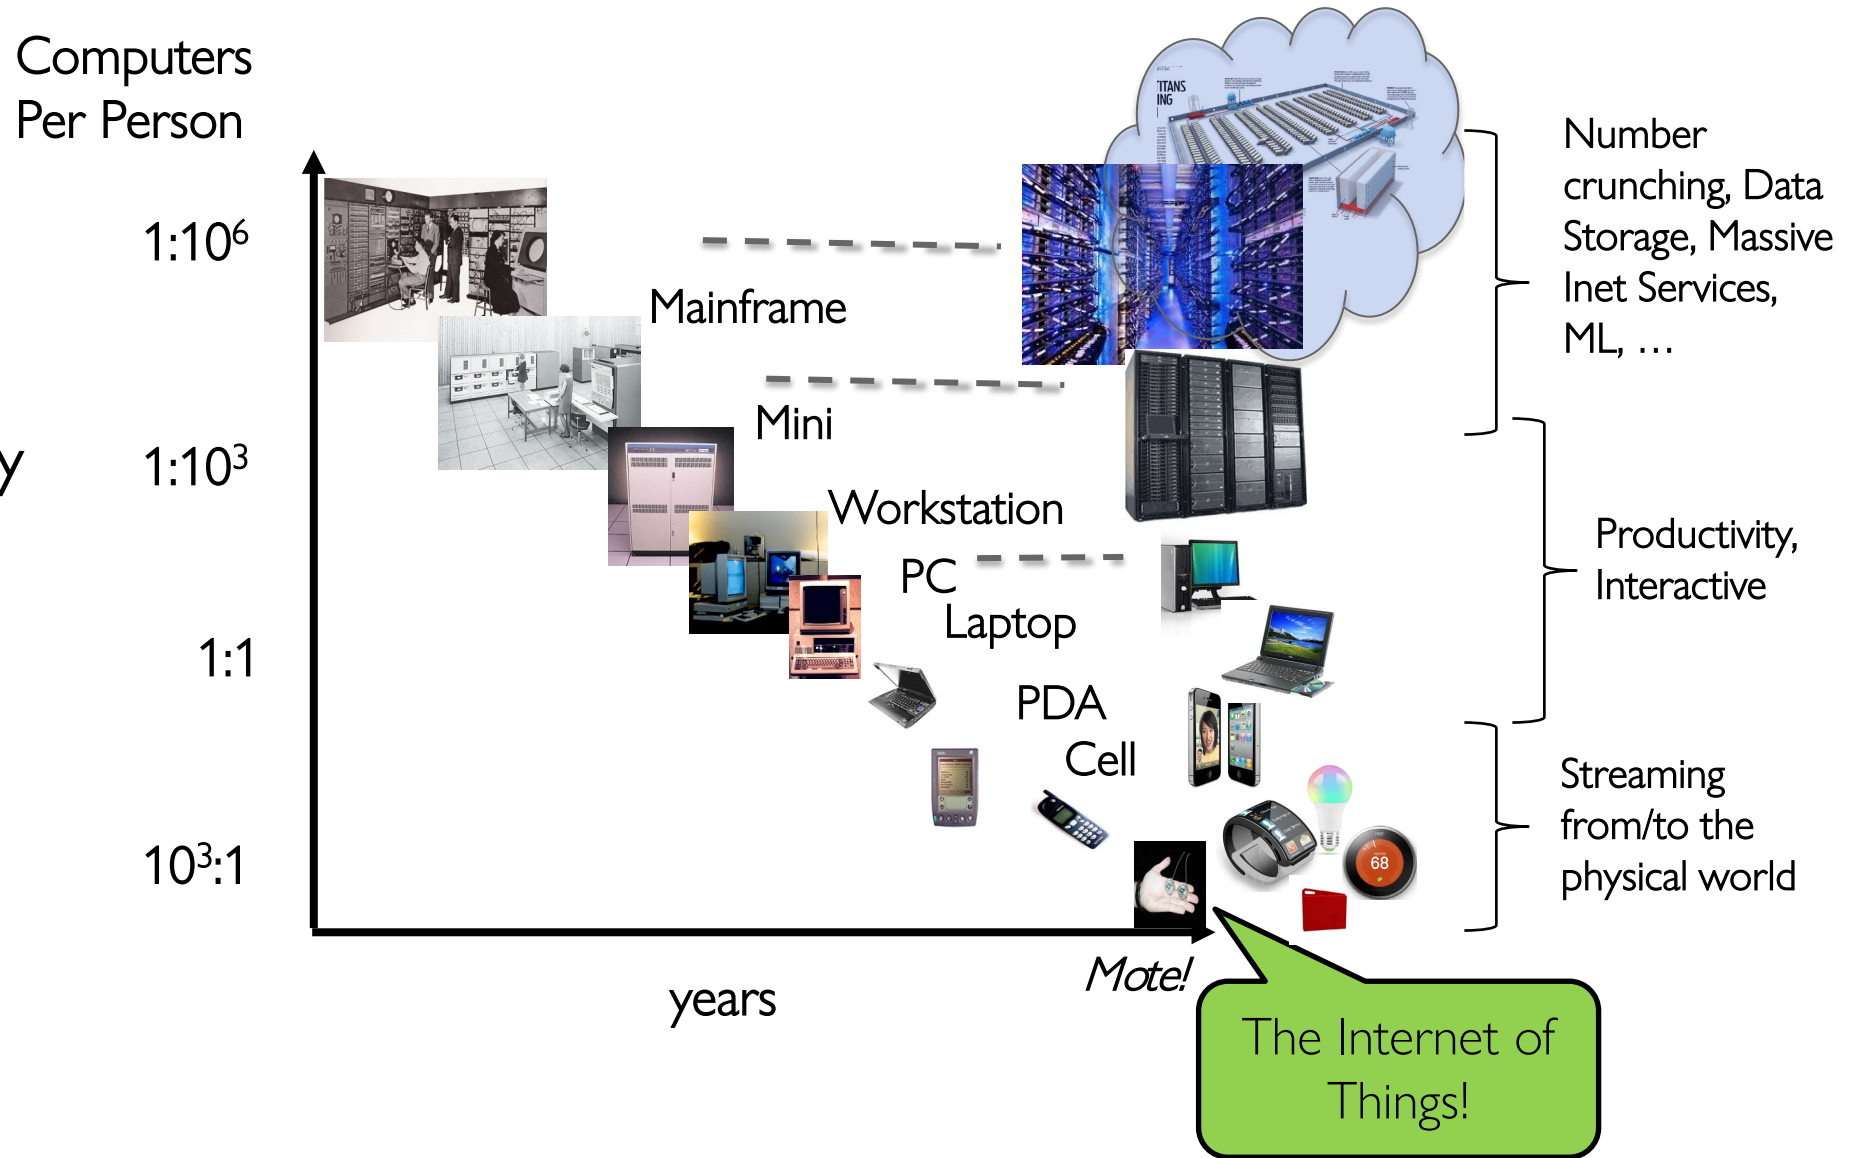 Computers
Per Person
1:10⁶
1:10³
y
1:1
10³:1
Mainframe
Mini
Workstation
PC
Laptop
PDA
Cell
Mote!
years
TITANS
ING
68
Number
crunching, Data
Storage, Massive
Inet Services,
ML, …
Productivity,
Interactive
Streaming
from/to the
physical world
The Internet of
Things!